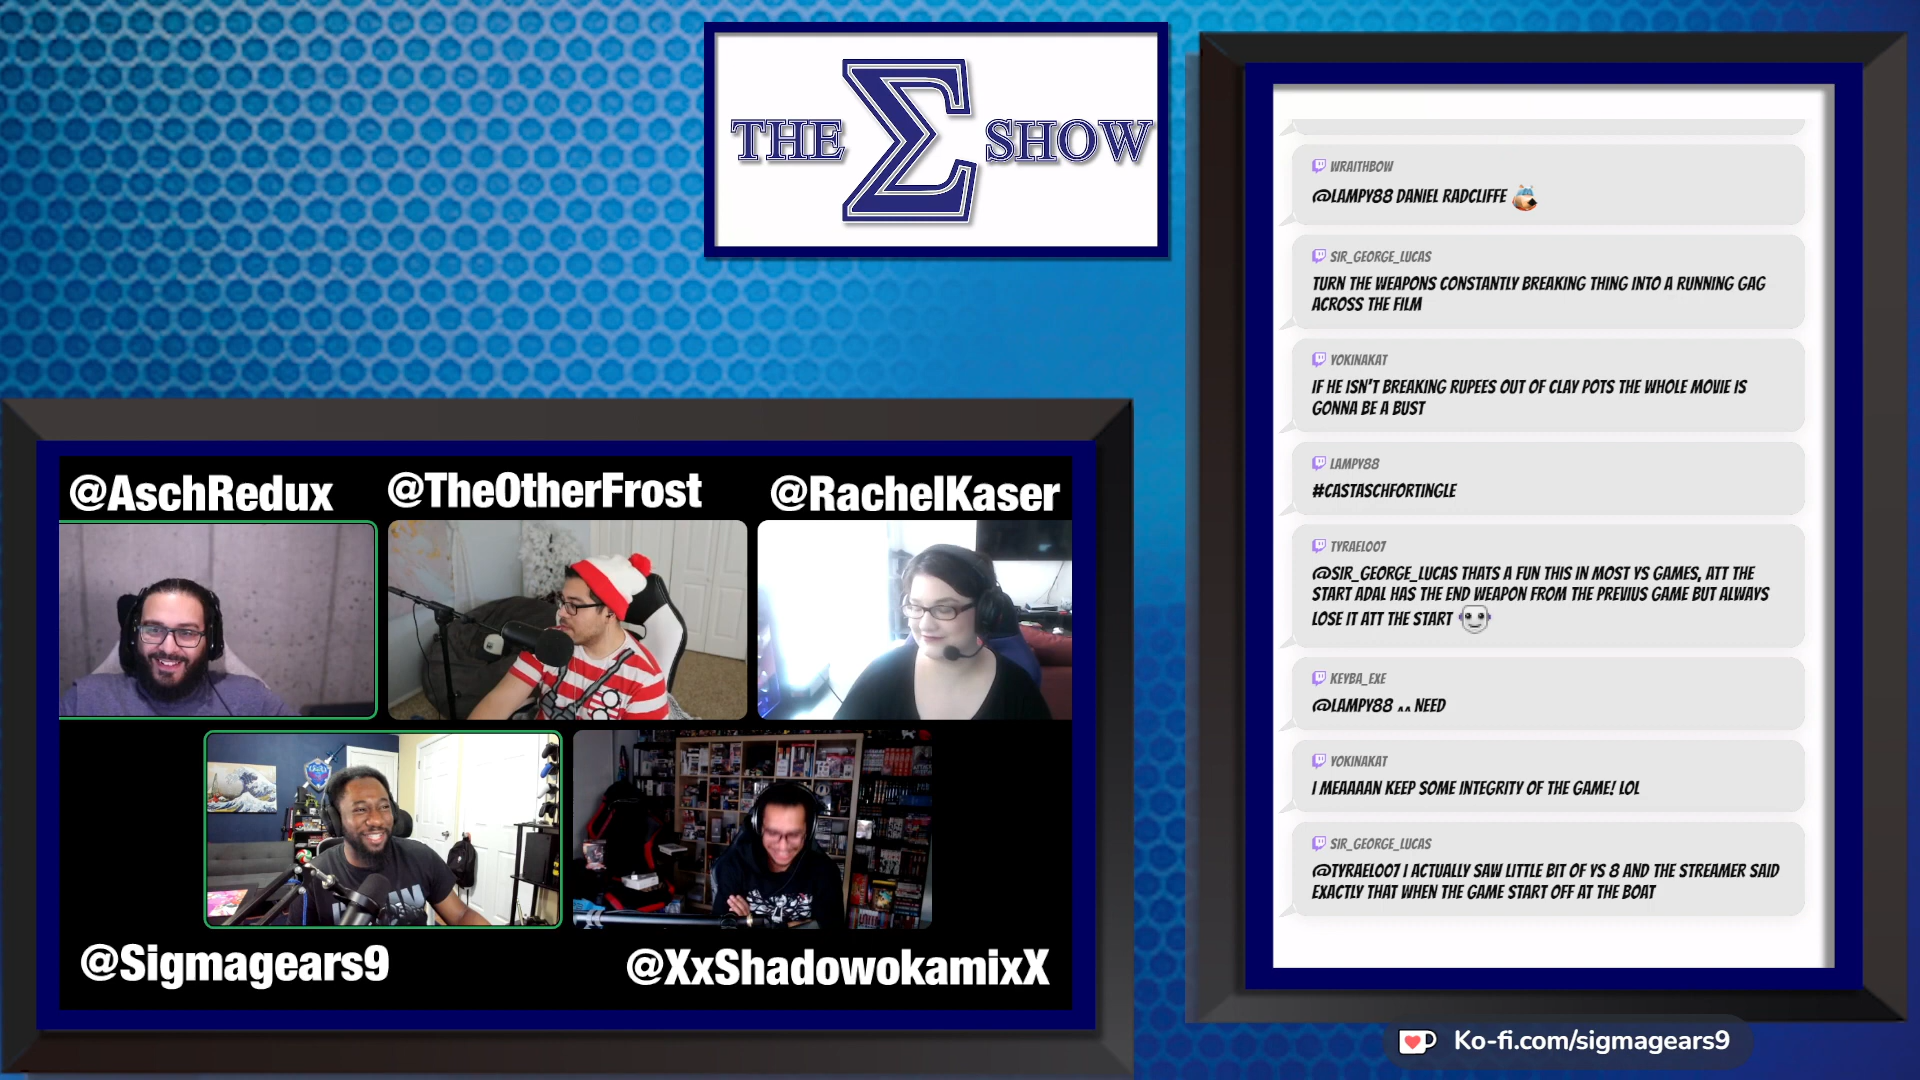 THE Σ SHOW
@AschRedux
@TheOtherFrost
@RachelKaser
@Sigmagears9
@XxShadowokamixX
WRAITHBOW
@LAMPY88 DANIEL RADCLIFFE
SIR_GEORGE_LUCAS
TURN THE WEAPONS CONSTANTLY BREAKING THING INTO A RUNNING GAG
ACROSS THE FILM
YOKINAKAT
IF HE ISN'T BREAKING RUPEES OUT OF CLAY POTS THE WHOLE MOVIE IS
GONNA BE A BUST
LAMPY88
#CASTASCHFORTINGLE
TYRAEL007
@SIR_GEORGE_LUCAS THATS A FUN THIS IN MOST YS GAMES, ATT THE
START ADAL HAS THE END WEAPON FROM THE PREVIUS GAME BUT ALWAYS
LOSE IT ATT THE START
KEYBA_EXE
@LAMPY88 ^^ NEED
YOKINAKAT
I MEAAAAN KEEP SOME INTEGRITY OF THE GAME! LOL
SIR_GEORGE_LUCAS
@TYRAEL007 I ACTUALLY SAW LITTLE BIT OF YS 8 AND THE STREAMER SAID
EXACTLY THAT WHEN THE GAME START OFF AT THE BOAT
Ko-fi.com/sigmagears9